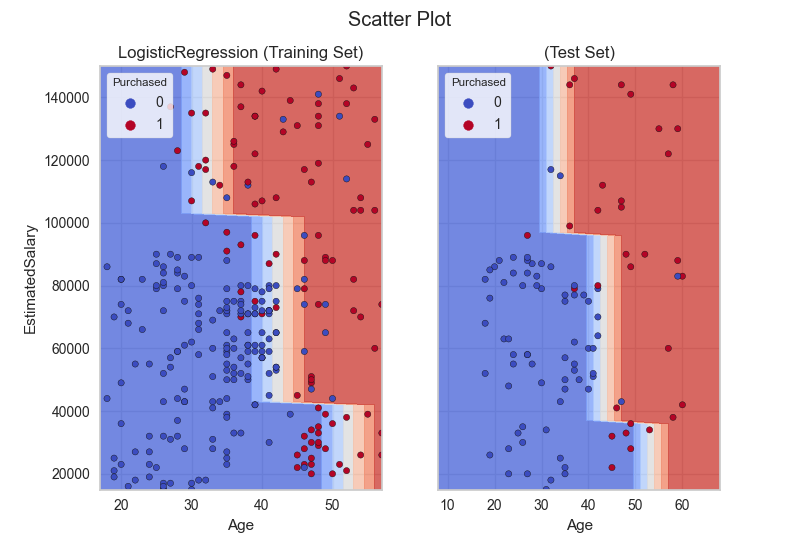 Scatter Plot
LogisticRegression (Training Set)
(Test Set)
Purchased
0
1
Purchased
0
1
EstimatedSalary
140000
120000
100000
80000
60000
40000
20000
20 30 40 50
10 20 30 40 50 60
Age
Age